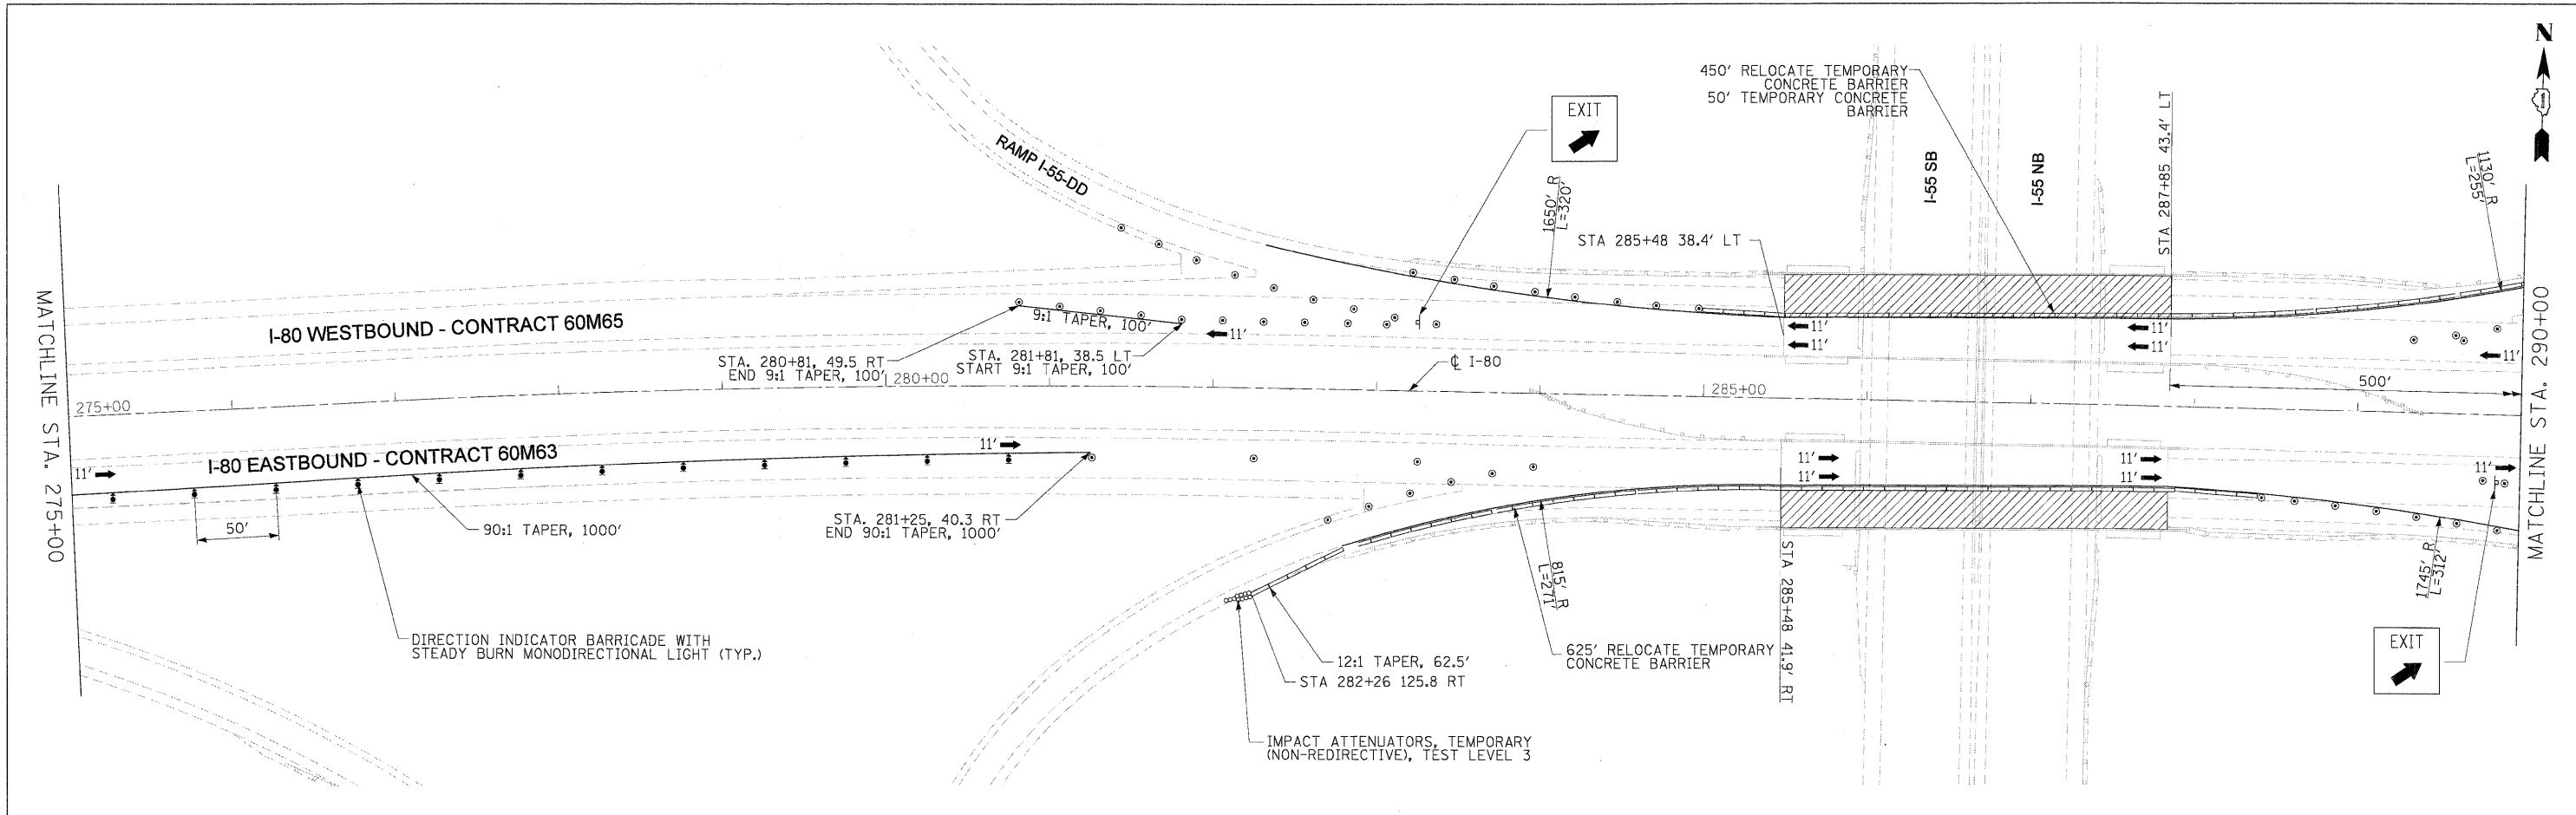 N
450' RELOCATE TEMPORARY
CONCRETE BARRIER
50' TEMPORARY CONCRETE
BARRIER
EXIT
RAMP I-55-DD
I-55 SB
I-55 NB
STA 287+85 43.4' LT
1130' R
L=255'
1650' R
L=320'
STA 285+48 38.4' LT
MATCHLINE STA. 275+00
I-80 WESTBOUND - CONTRACT 60M65
9:1 TAPER, 100'
11'
11'
11'
11'
11'
11'
STA. 280+81, 49.5 RT
END 9:1 TAPER, 100'
STA. 281+81, 38.5 LT
START 9:1 TAPER, 100'
℄ I-80
500'
MATCHLINE STA. 290+00
275+00
280+00
285+00
I-80 EASTBOUND - CONTRACT 60M63
11'
11'
11'
11'
11'
11'
11'
50'
90:1 TAPER, 1000'
STA. 281+25, 40.3 RT
END 90:1 TAPER, 1000'
815' R
L=271'
STA 285+48 41.9' RT
1745' R
L=312'
DIRECTION INDICATOR BARRICADE WITH
STEADY BURN MONODIRECTIONAL LIGHT (TYP.)
625' RELOCATE TEMPORARY
CONCRETE BARRIER
12:1 TAPER, 62.5'
STA 282+26 125.8 RT
EXIT
IMPACT ATTENUATORS, TEMPORARY
(NON-REDIRECTIVE), TEST LEVEL 3